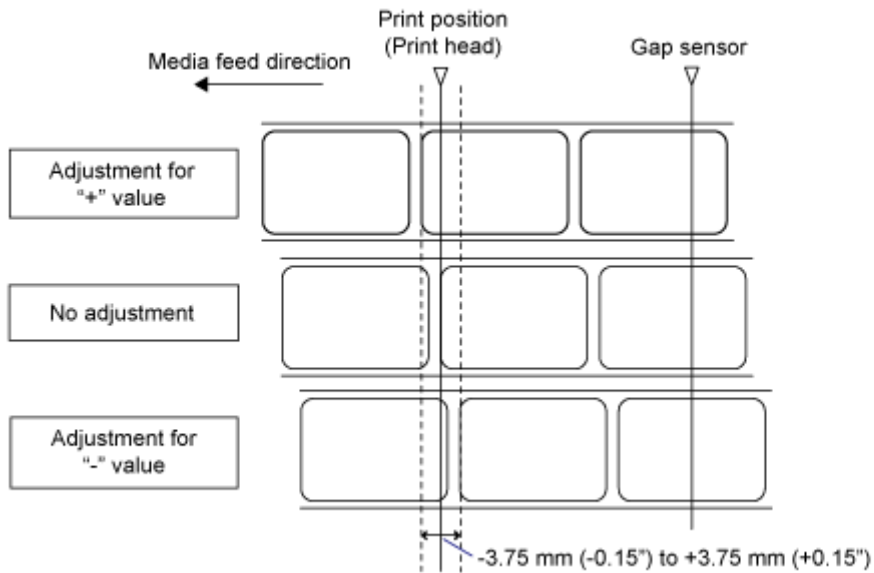 Print position
(Print head)
Gap sensor
Media feed direction
Adjustment for
“+” value
No adjustment
Adjustment for
“-” value
-3.75 mm (-0.15”) to +3.75 mm (+0.15”)